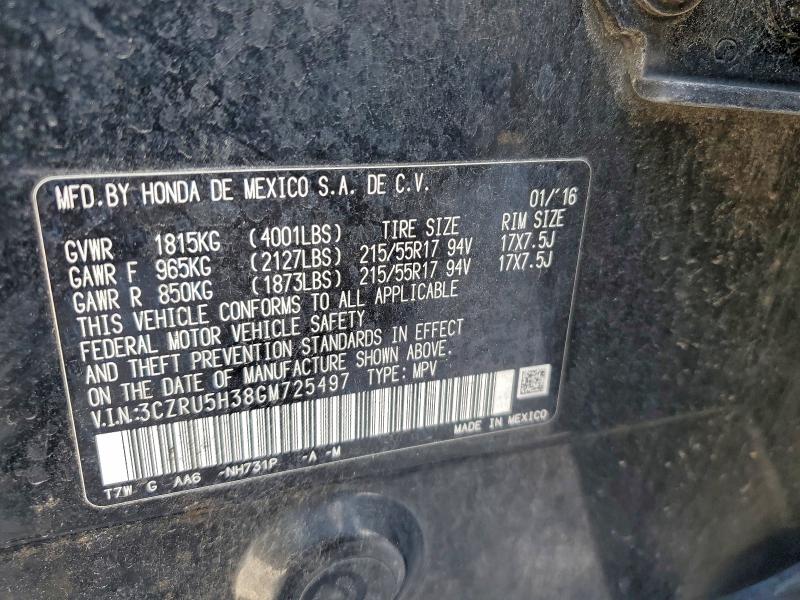 MFD.BY HONDA DE MEXICO S.A. DE C.V. 01/'16
GVWR 1815KG (4001LBS) TIRE SIZE RIM SIZE
GAWR F 965KG (2127LBS) 215/55R17 94V 17X7.5J
GAWR R 850KG (1873LBS) 215/55R17 94V 17X7.5J
THIS VEHICLE CONFORMS TO ALL APPLICABLE
FEDERAL MOTOR VEHICLE SAFETY
AND THEFT PREVENTION STANDARDS IN EFFECT
ON THE DATE OF MANUFACTURE SHOWN ABOVE.
V.I.N:3CZRU5H38GM725497 TYPE: MPV
MADE IN MEXICO
T7W G AA6 -NH731P -A -M